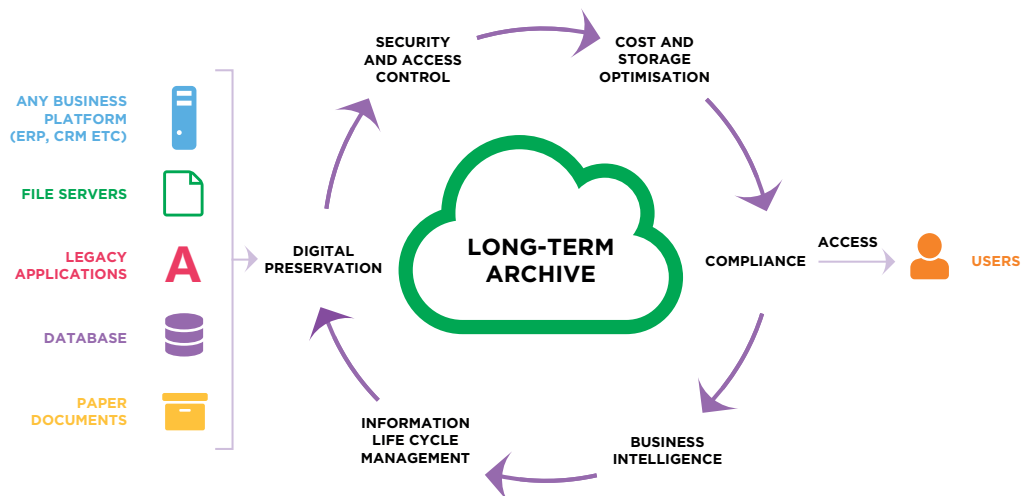 ANY BUSINESS
PLATFORM
(ERP, CRM ETC)
FILE SERVERS
LEGACY
APPLICATIONS
A
DATABASE
PAPER
DOCUMENTS
DIGITAL
PRESERVATION
SECURITY
AND ACCESS
CONTROL
COST AND
STORAGE
OPTIMISATION
LONG-TERM
ARCHIVE
COMPLIANCE
ACCESS
USERS
BUSINESS
INTELLIGENCE
INFORMATION
LIFE CYCLE
MANAGEMENT